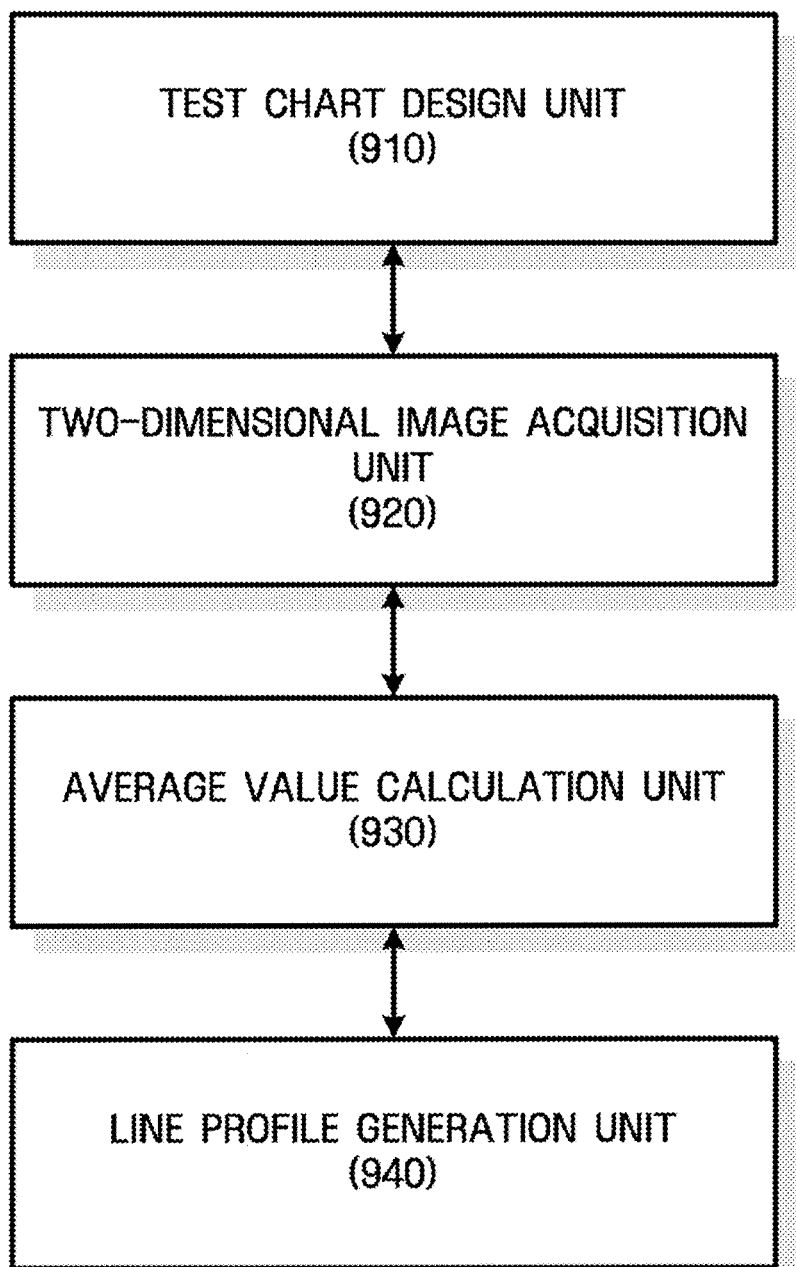 TEST CHART DESIGN UNIT
(910)
TWO-DIMENSIONAL IMAGE ACQUISITION
UNIT
(920)
AVERAGE VALUE CALCULATION UNIT
(930)
LINE PROFILE GENERATION UNIT
(940)